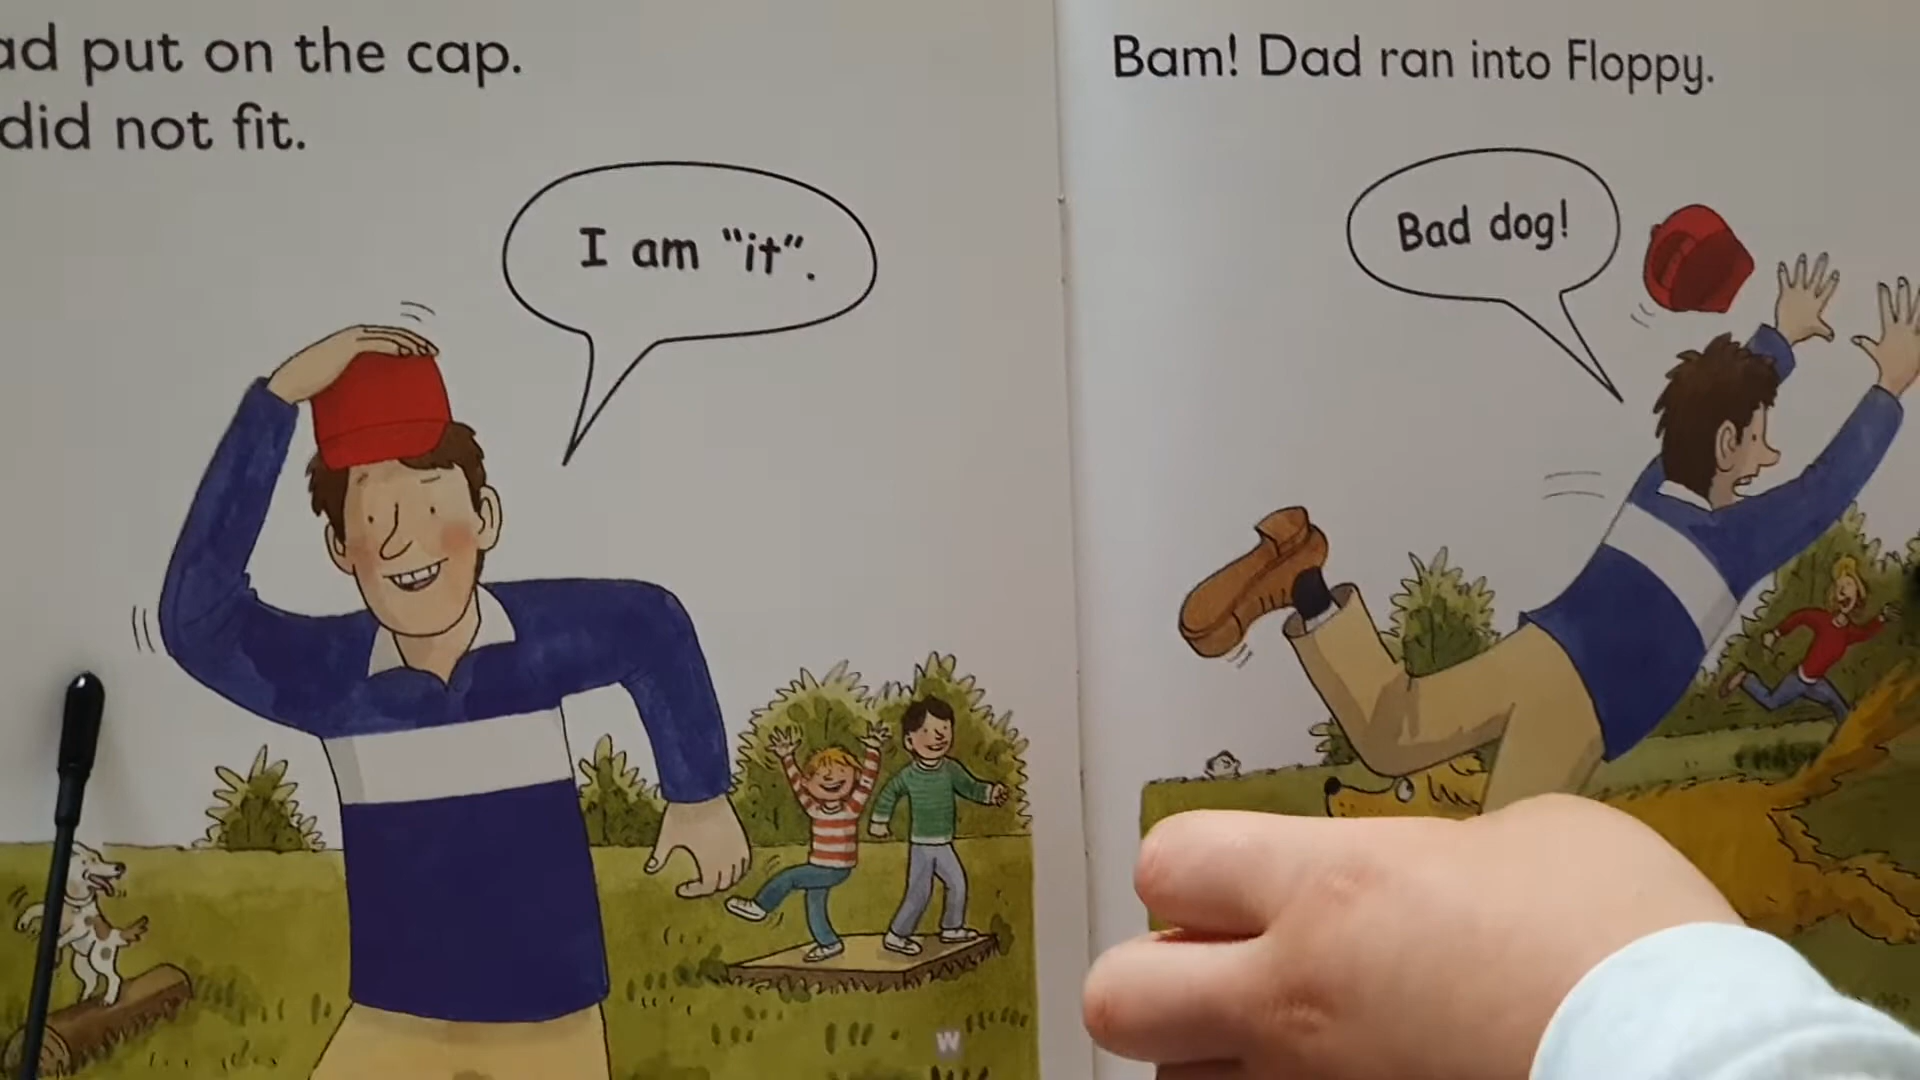 ad put on the cap.
did not fit.
I am "it".
Bam! Dad ran into Floppy.
Bad dog!
W